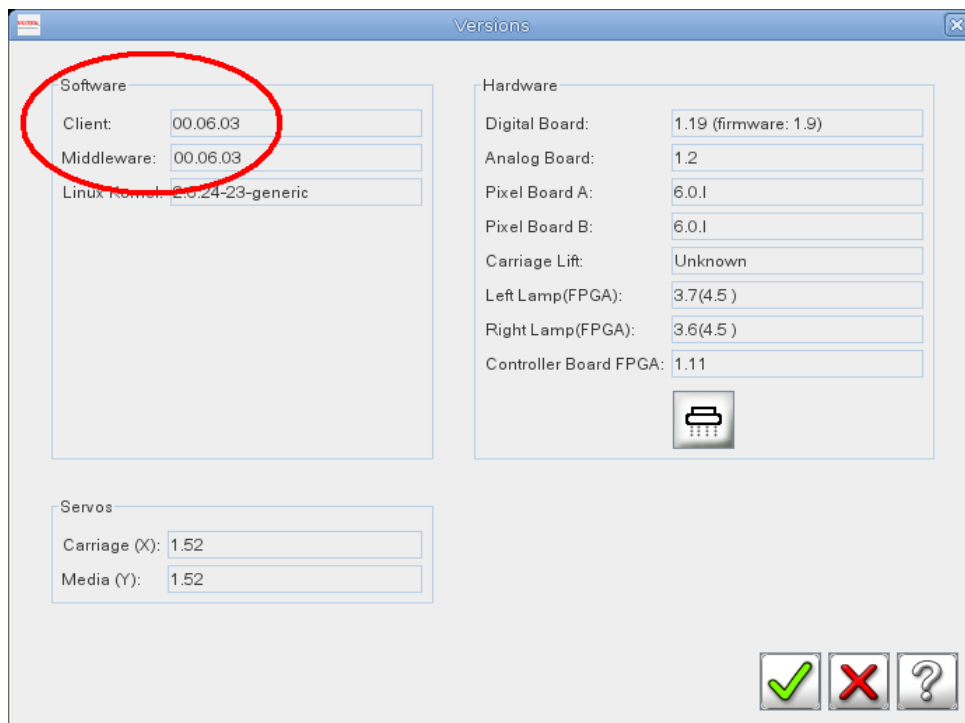 Versions
Software
Client: 00.06.03
Middleware: 00.06.03
Linux Kernel: 2.6.24-23-generic
Hardware
Digital Board: 1.19 (firmware: 1.9)
Analog Board: 1.2
Pixel Board A: 6.0.I
Pixel Board B: 6.0.I
Carriage Lift: Unknown
Left Lamp(FPGA): 3.7(4.5 )
Right Lamp(FPGA): 3.6(4.5 )
Controller Board FPGA: 1.11
Servos
Carriage (X): 1.52
Media (Y): 1.52